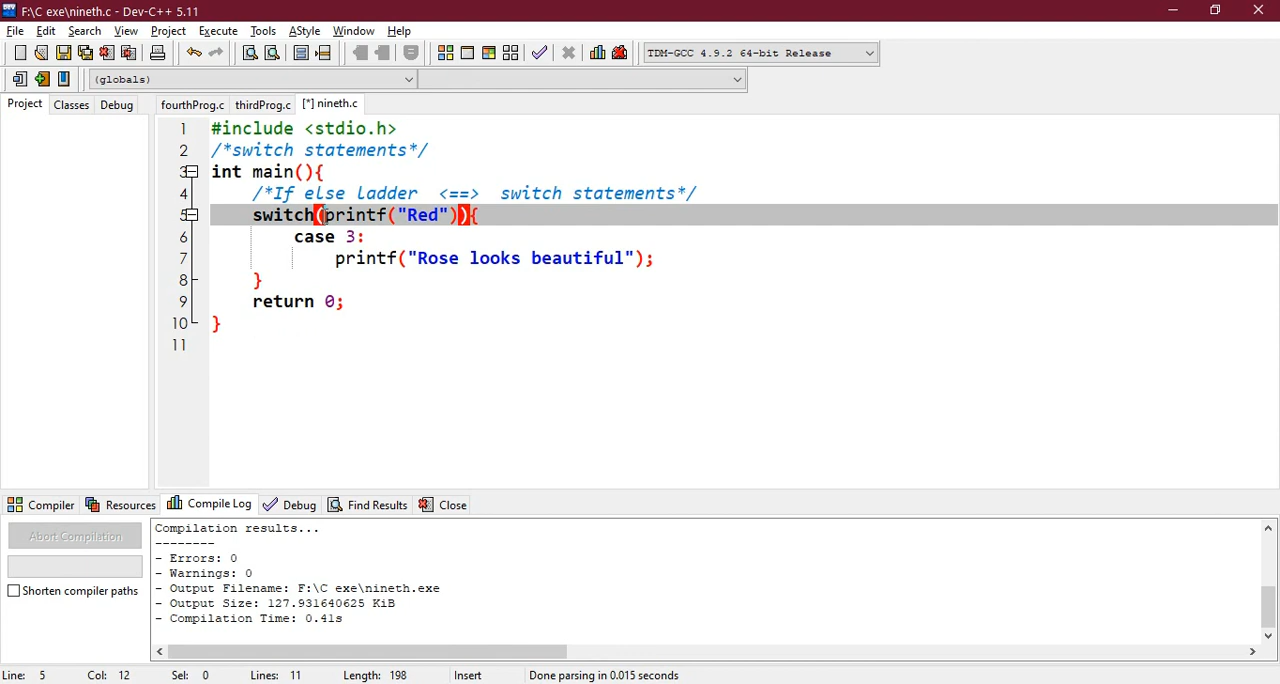 F:\C exe\nineth.c - Dev-C++ 5.11
File Edit Search View Project Execute Tools AStyle Window Help
TDM-GCC 4.9.2 64-bit Release
(globals)
Project Classes Debug fourthProg.c thirdProg.c [*] nineth.c
1 #include <stdio.h>
2 /*switch statements*/
3 int main(){
4 /*If else ladder <==> switch statements*/
5 switch(printf("Red")){
6 case 3:
7 printf("Rose looks beautiful");
8 }
9 return 0;
10 }
11
Compiler Resources Compile Log Debug Find Results Close
Abort Compilation
Shorten compiler paths
Compilation results...
--------
- Errors: 0
- Warnings: 0
- Output Filename: F:\C exe\nineth.exe
- Output Size: 127.931640625 KiB
- Compilation Time: 0.41s
Line: 5 Col: 12 Sel: 0 Lines: 11 Length: 198 Insert Done parsing in 0.015 seconds